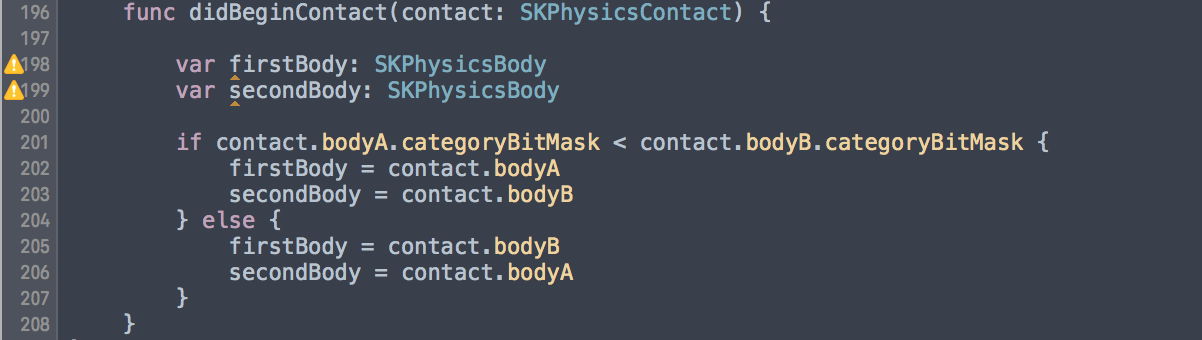 196 func didBeginContact(contact: SKPhysicsContact) {
197
198 var firstBody: SKPhysicsBody
199 var secondBody: SKPhysicsBody
200
201 if contact.bodyA.categoryBitMask < contact.bodyB.categoryBitMask {
202 firstBody = contact.bodyA
203 secondBody = contact.bodyB
204 } else {
205 firstBody = contact.bodyB
206 secondBody = contact.bodyA
207 }
208 }